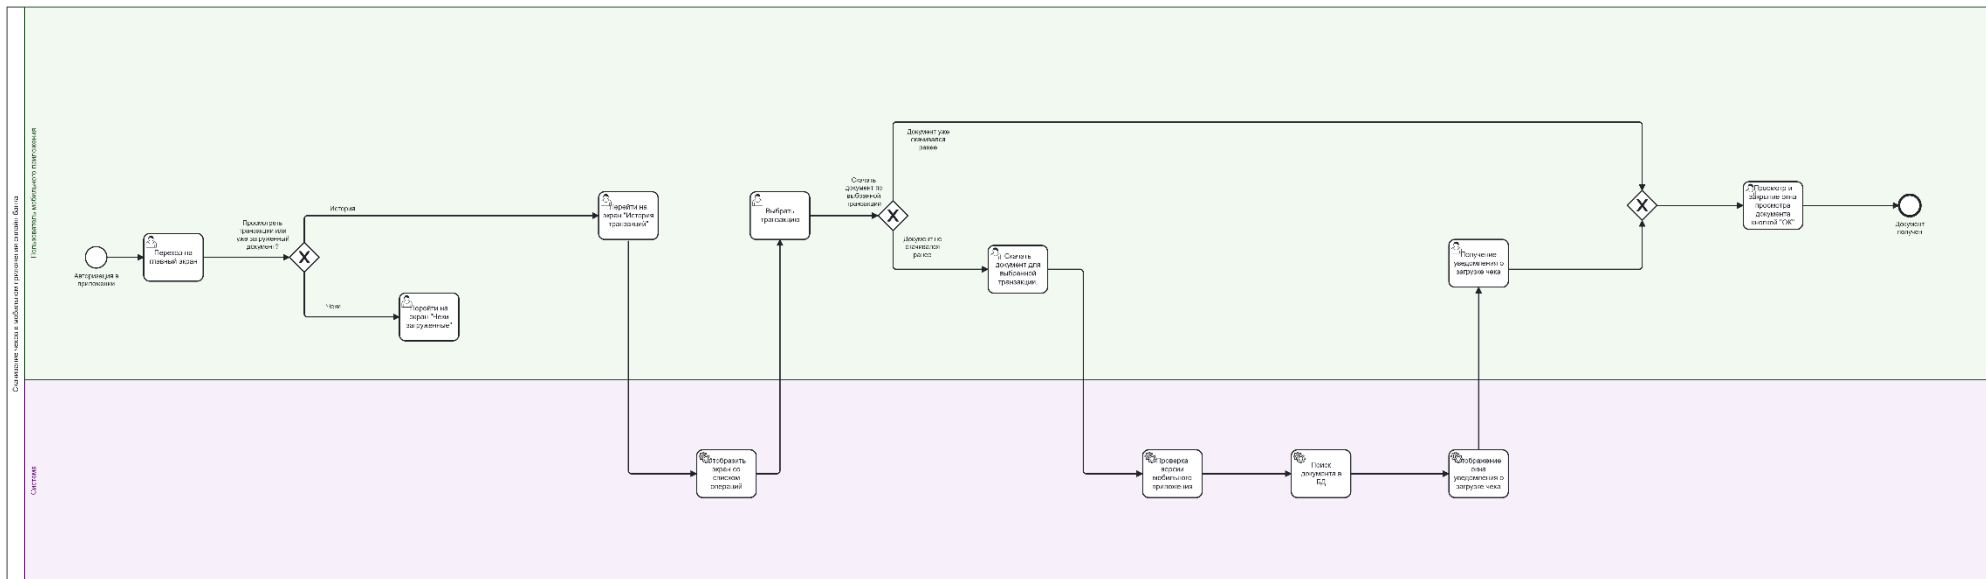 Скачивание чеков в мобильном приложении онлайн банка
Пользователь мобильного приложения
Система
Авторизация в
приложении
Переход на
главный экран
Просмотреть
транзакции или
уже загруженный
документ?
История
Чеки
Перейти на
экран "Чеки
загруженные"
Перейти на
экран "История
транзакций"
Отобразить
экран со
списком
операций
Выбрать
транзакцию
Скачать
документ по
выбранной
транзакции
Документ уже
скачивался
ранее
Документ не
скачивался
ранее
Скачать
документ для
выбранной
транзакции.
Проверка
версии
мобильного
приложения
Поиск
документа в
БД
Отображение
окна
уведомления о
загрузке чека
Получение
уведомления о
загрузке чека
Просмотр и
закрытие окна
просмотра
документа
кнопкой "ОК"
Документ
получен